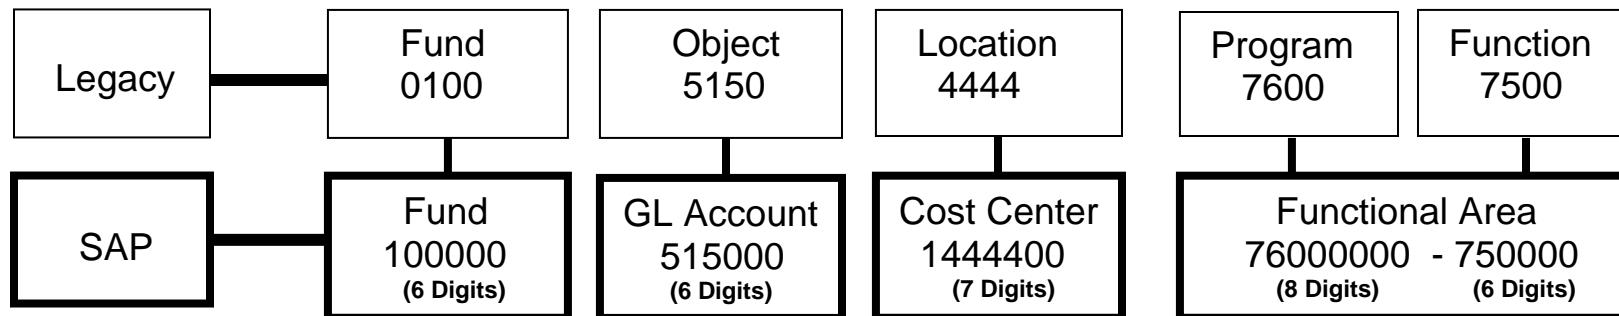 Legacy
Fund
0100
Object
5150
Location
4444
Program
7600
Function
7500
SAP
Fund
100000
(6 Digits)
GL Account
515000
(6 Digits)
Cost Center
1444400
(7 Digits)
Functional Area
76000000 - 750000
(8 Digits) (6 Digits)